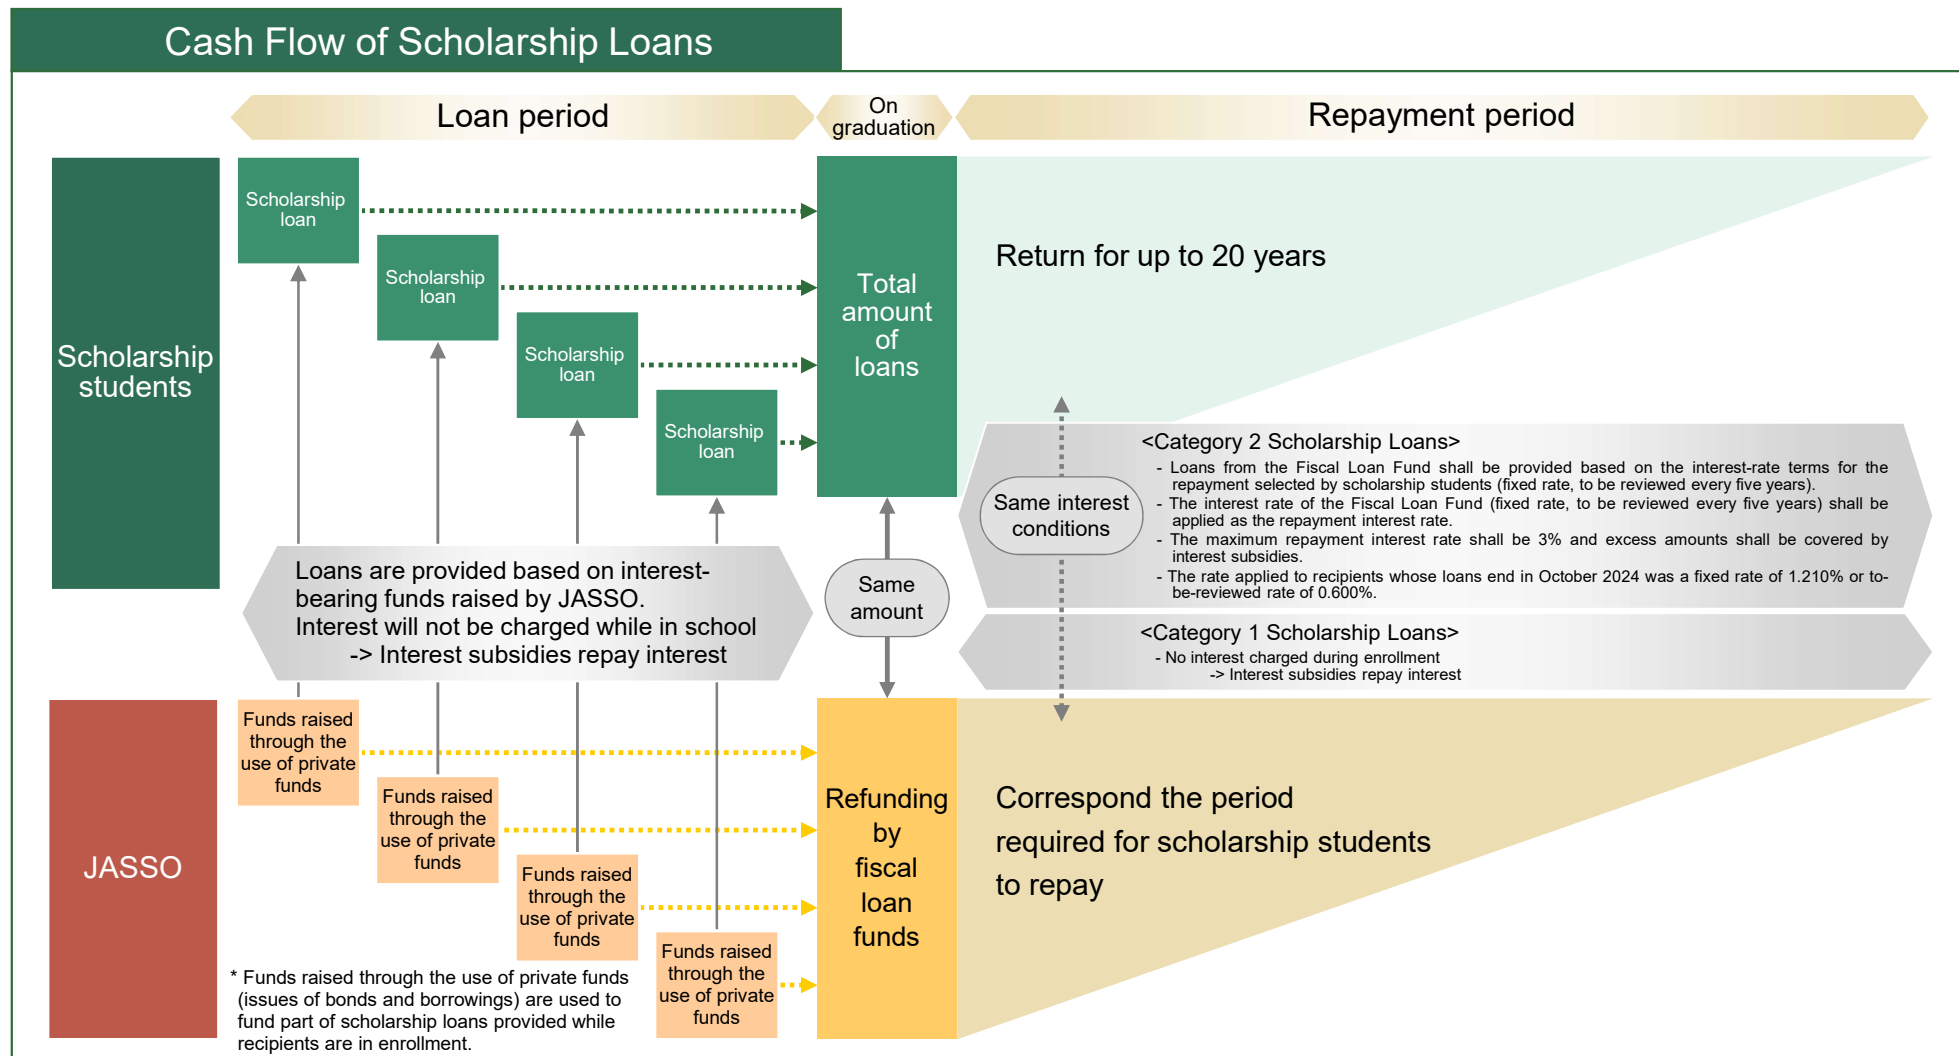 Cash Flow of Scholarship Loans
Loan period
On
graduation
Repayment period
Scholarship
students
Scholarship
loan
Scholarship
loan
Scholarship
loan
Scholarship
loan
Total
amount
of
loans
Return for up to 20 years
Same interest
conditions
<Category 2 Scholarship Loans>
- Loans from the Fiscal Loan Fund shall be provided based on the interest-rate terms for the
repayment selected by scholarship students (fixed rate, to be reviewed every five years).
- The interest rate of the Fiscal Loan Fund (fixed rate, to be reviewed every five years) shall be
applied as the repayment interest rate.
- The maximum repayment interest rate shall be 3% and excess amounts shall be covered by
interest subsidies.
- The rate applied to recipients whose loans end in October 2024 was a fixed rate of 1.210% or to-
be-reviewed rate of 0.600%.
Loans are provided based on interest-
bearing funds raised by JASSO.
Interest will not be charged while in school
-> Interest subsidies repay interest
Same
amount
<Category 1 Scholarship Loans>
- No interest charged during enrollment
-> Interest subsidies repay interest
JASSO
Funds raised
through the
use of private
funds
Funds raised
through the
use of private
funds
Funds raised
through the
use of private
funds
Funds raised
through the
use of private
funds
Refunding
by
fiscal
loan
funds
Correspond the period
required for scholarship students
to repay
* Funds raised through the use of private funds
(issues of bonds and borrowings) are used to
fund part of scholarship loans provided while
recipients are in enrollment.